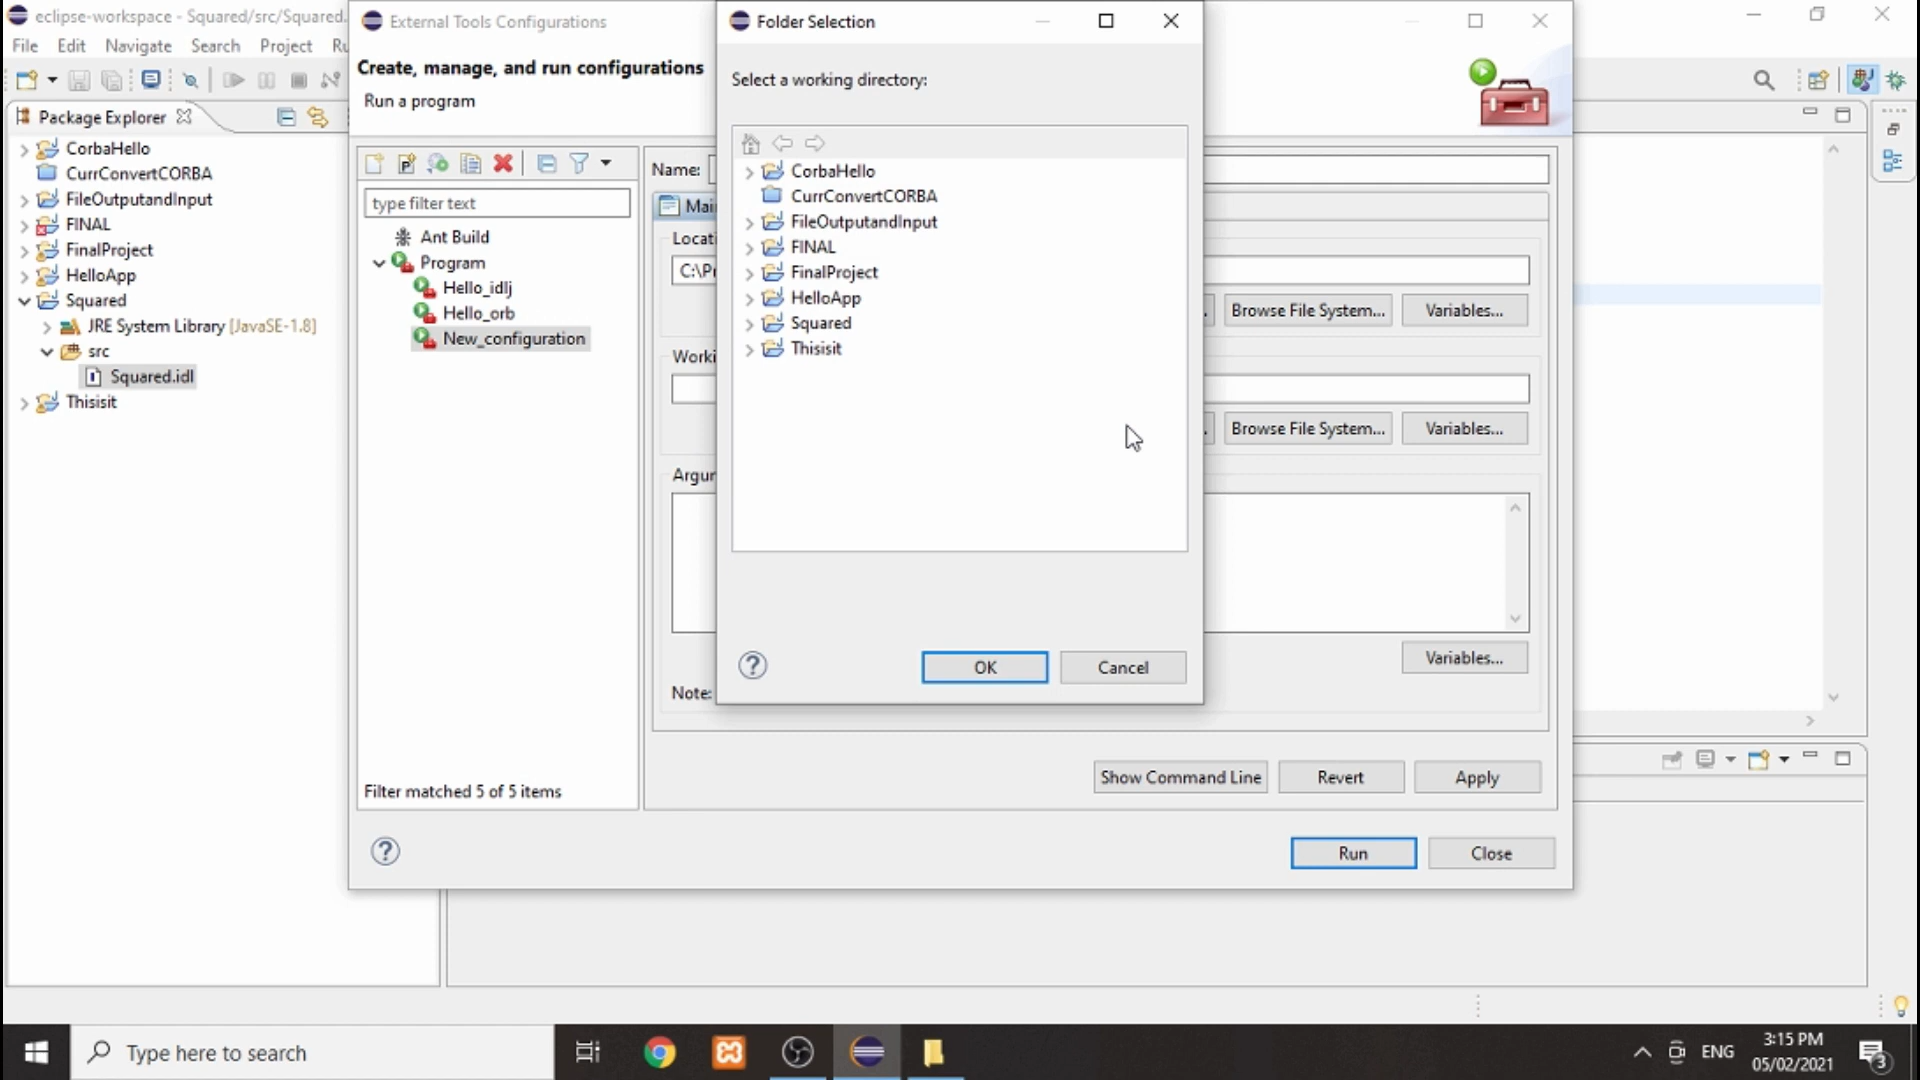 eclipse-workspace - Squared/src/Squared.
File Edit Navigate Search Project
Package Explorer
CorbaHello
CurrConvertCORBA
FileOutputandInput
FINAL
FinalProject
HelloApp
Squared
JRE System Library [JavaSE-1.8]
src
Squared.idl
Thisisit
External Tools Configurations
Create, manage, and run configurations
Run a program
type filter text
Ant Build
Program
Hello_idlj
Hello_orb
New_configuration
Filter matched 5 of 5 items
Name:
Mai
Locati
C:\Pr
Browse File System...
Variables...
Worki
Browse File System...
Variables...
Argur
Variables...
Note:
Show Command Line
Revert
Apply
Run
Close
Folder Selection
Select a working directory:
CorbaHello
CurrConvertCORBA
FileOutputandInput
FINAL
FinalProject
HelloApp
Squared
Thisisit
OK
Cancel
Type here to search
ENG
3:15 PM
05/02/2021
3